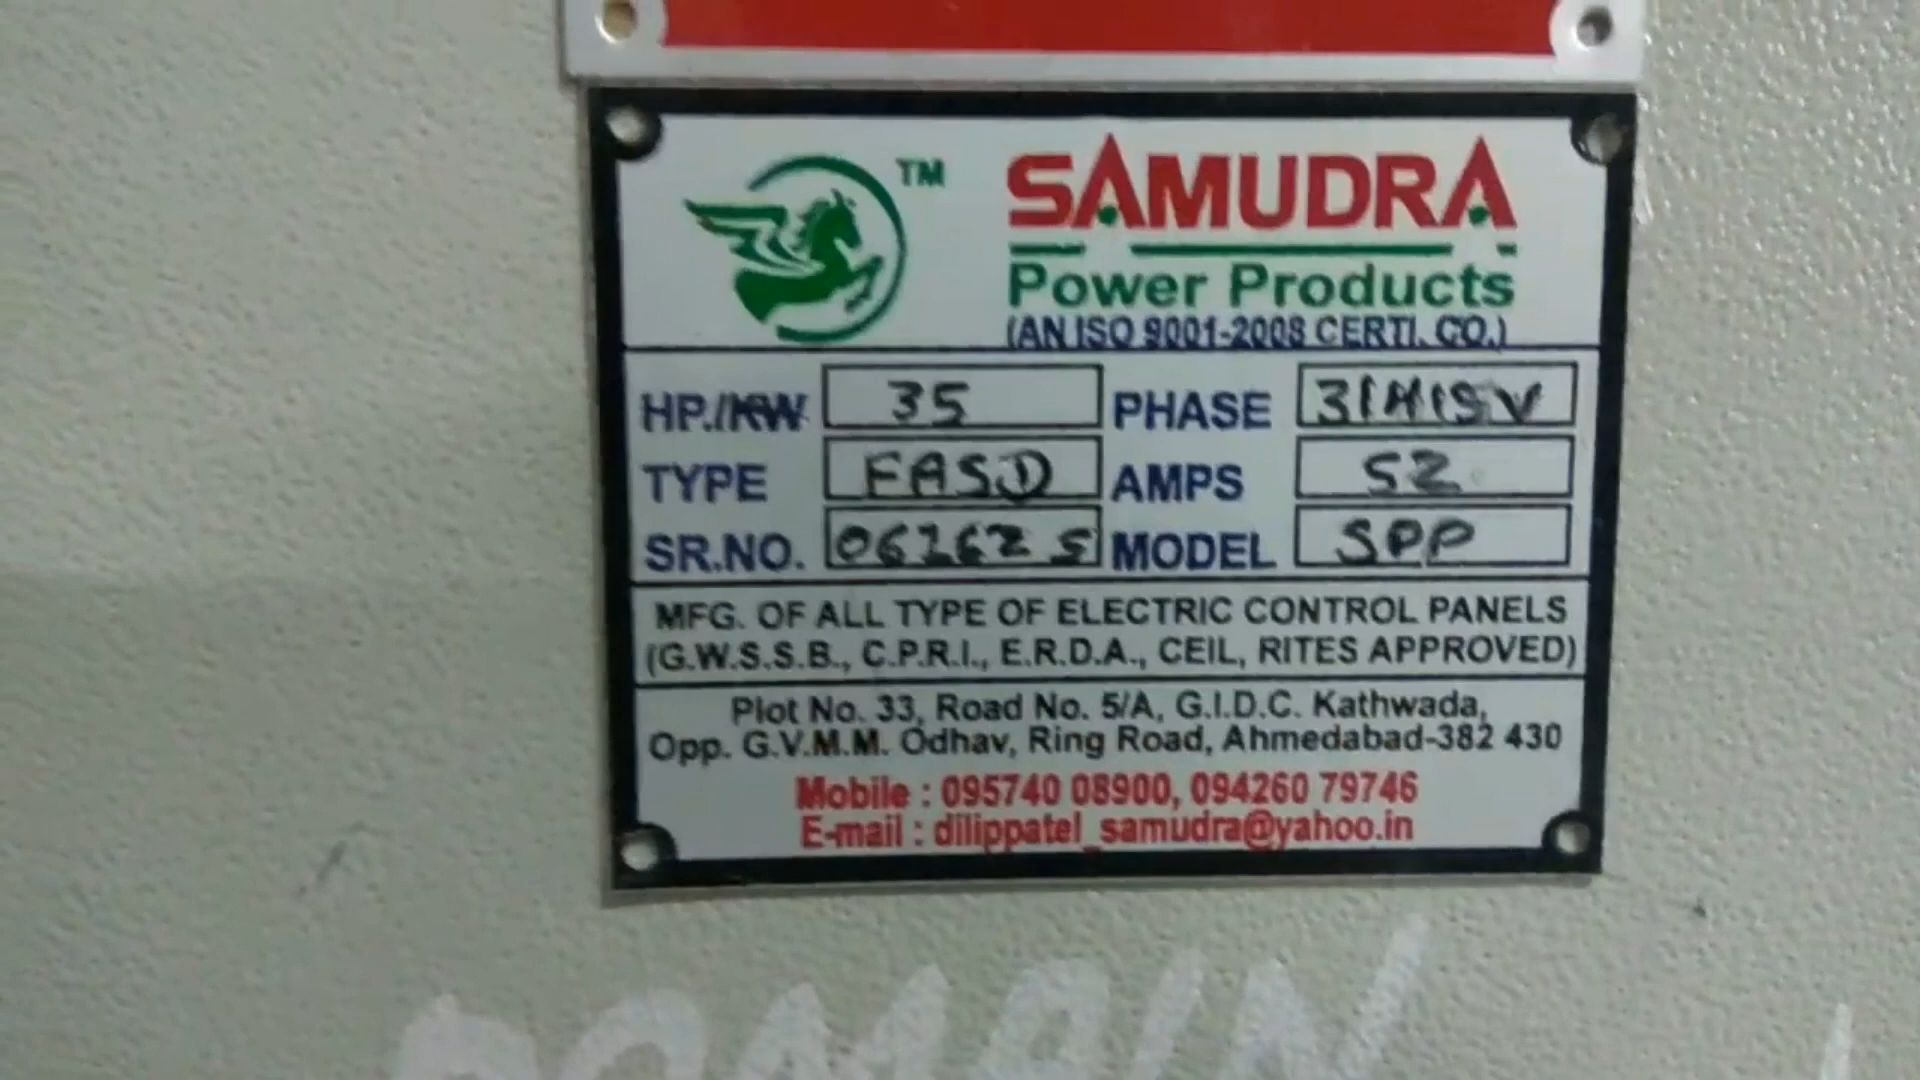 TM
SAMUDRA
Power Products
(AN ISO 9001-2008 CERTI. CO.)
HP./KW 35 PHASE
TYPE FASD AMPS 52
SR.NO. 062625 MODEL SPP
MFG. OF ALL TYPE OF ELECTRIC CONTROL PANELS
(G.W.S.S.B., C.P.R.I., E.R.D.A., CEIL, RITES APPROVED)
Plot No. 33, Road No. 5/A, G.I.D.C. Kathwada,
Opp. G.V.M.M. Odhav, Ring Road, Ahmedabad-382 430
Mobile : 095740 08900, 094260 79746
E-mail : dilippatel_samudra@yahoo.in